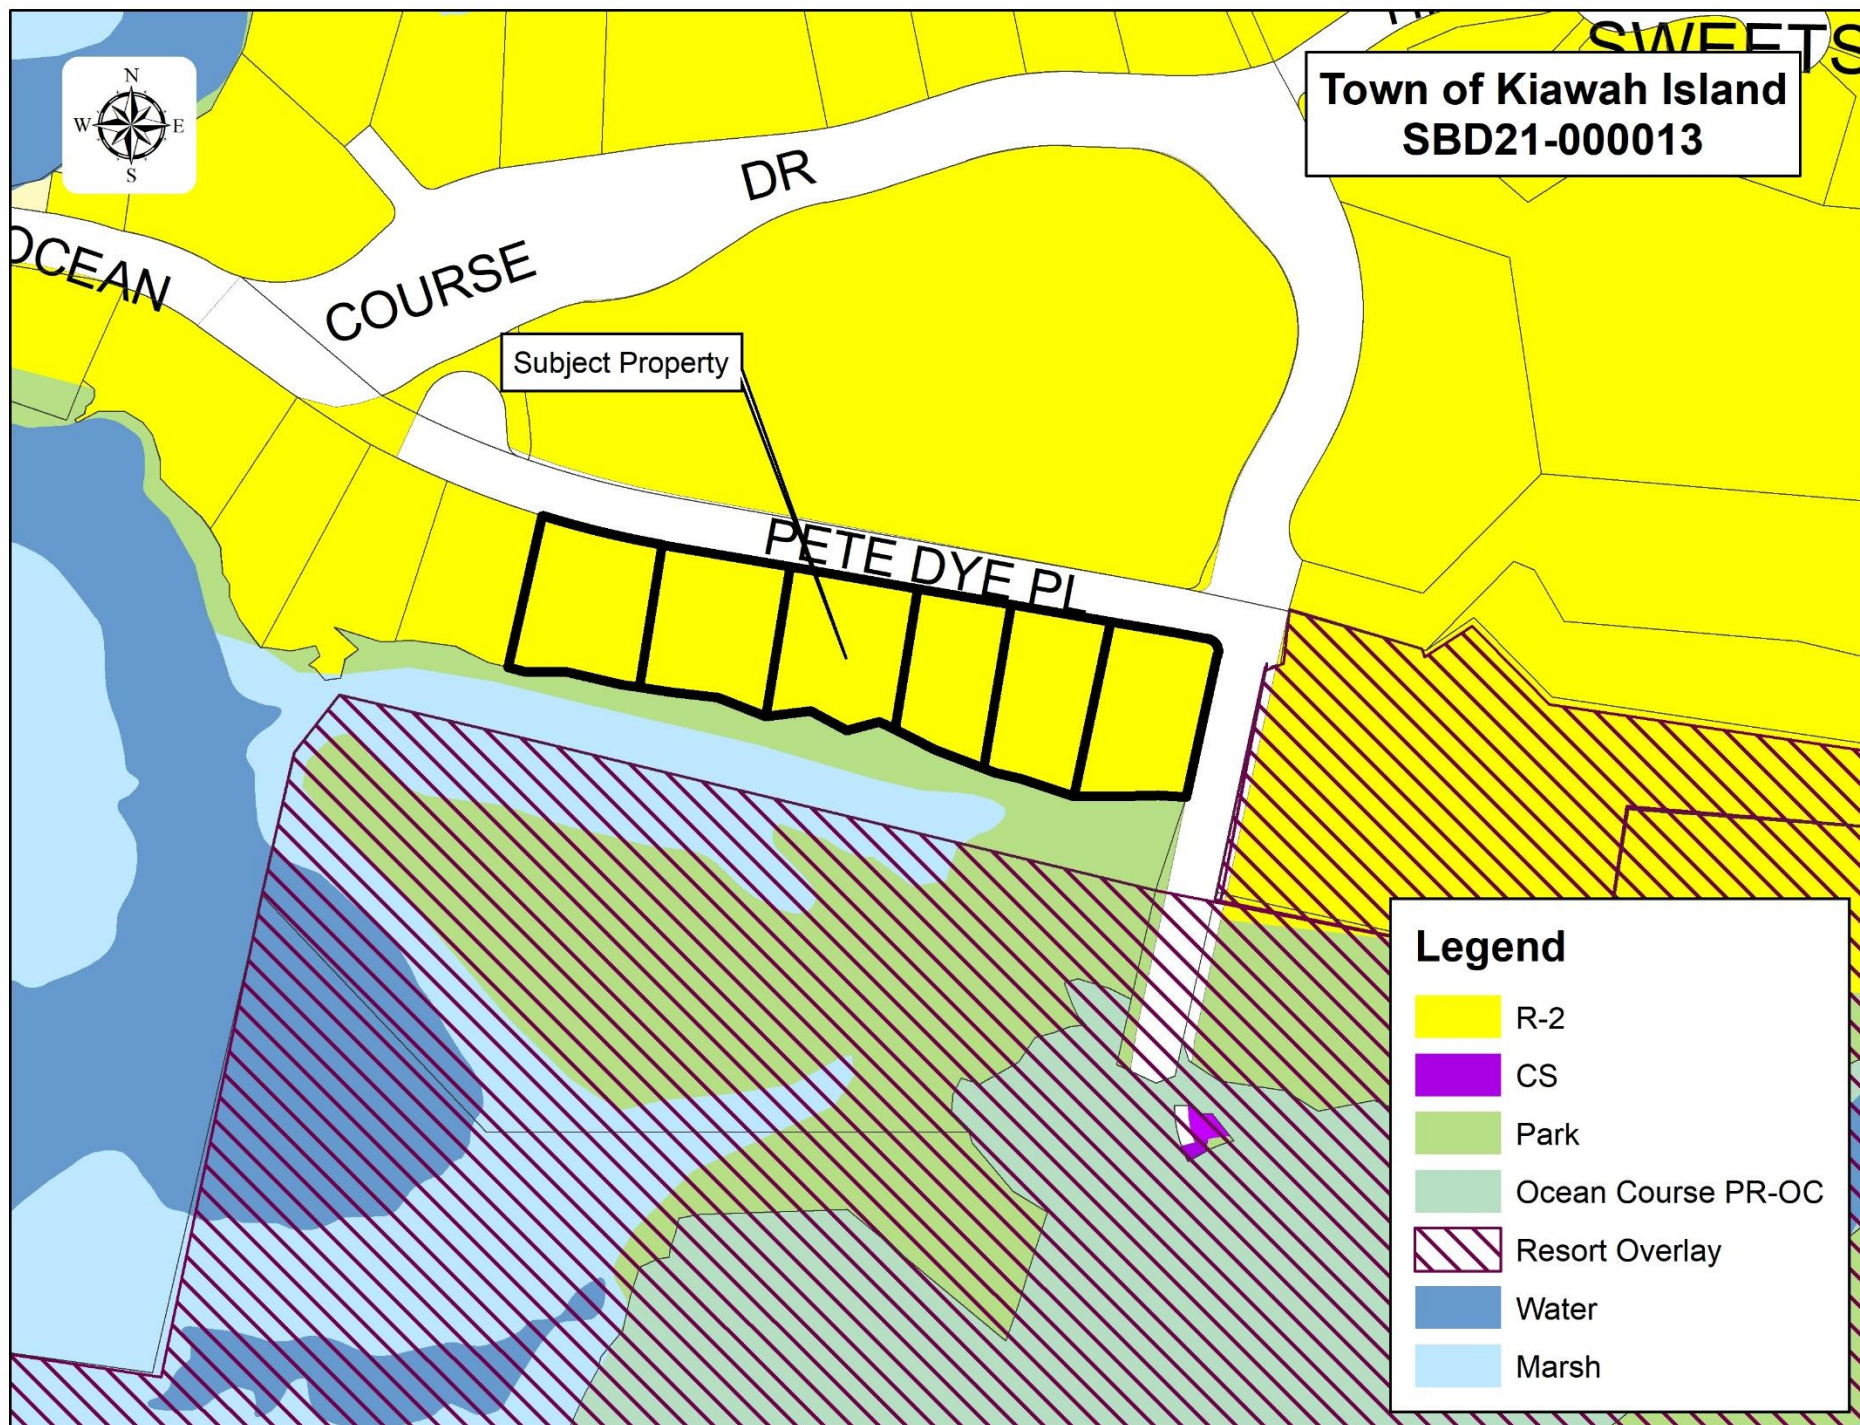 SWEETS
Town of Kiawah Island
SBD21-000013
N
W E
S
DR
OCEAN
COURSE
Subject Property
PETE DYE PL
Legend
R-2
CS
Park
Ocean Course PR-OC
Resort Overlay
Water
Marsh